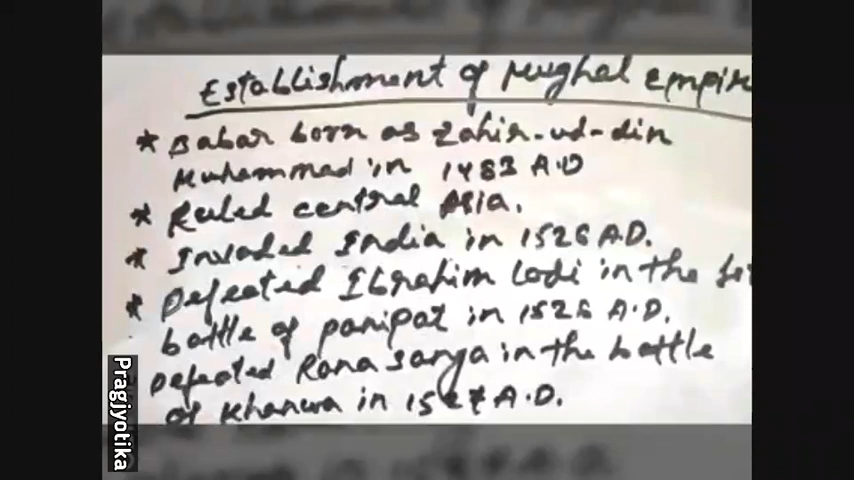 Establishment of Mughal empire
* Babar born as Zahir-ud-din
Muhammad in 1483 A.D
* Ruled central Asia.
* Invaded India in 1526 A.D.
* Defeated Ibrahim Lodi in the
battle of panipat in 1526 A.D.
Defeated Rana sanga in the battle
of Khanwa in 1527 A.D.
Pragjyotika